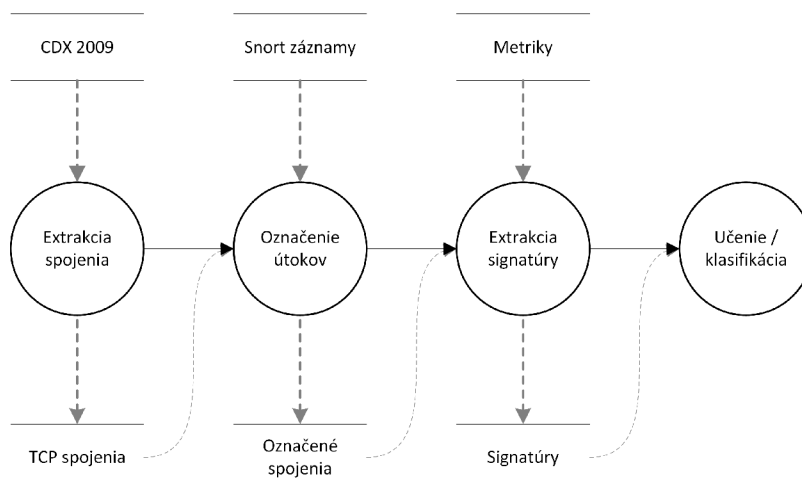 CDX 2009
Snort záznamy
Metriky
Extrakcia
spojenia
Označenie
útokov
Extrakcia
signatúry
Učenie /
klasifikácia
TCP spojenia
Označené
spojenia
Signatúry